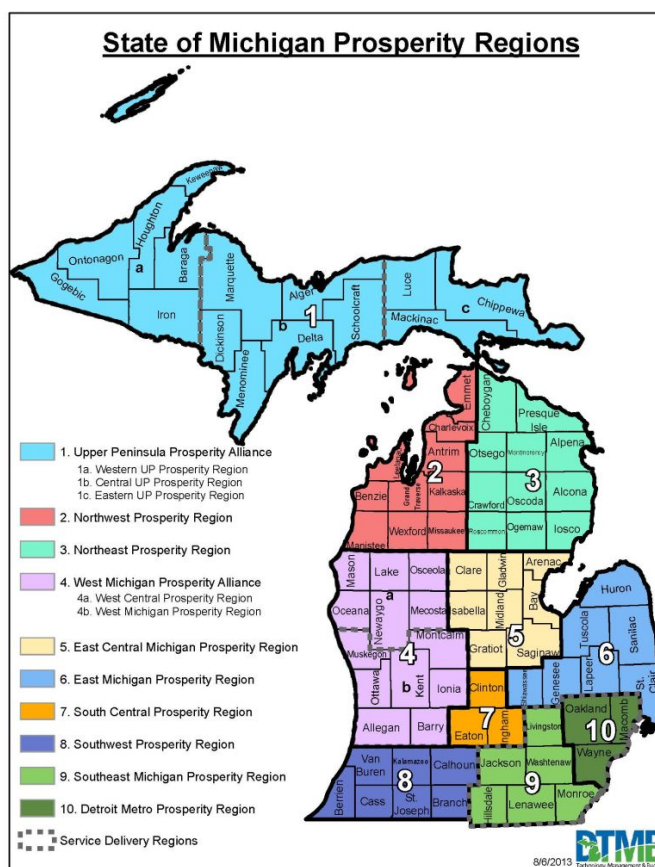 State of Michigan Prosperity Regions
Keweenaw
Houghton
Ontonagon
Baraga
Gogebic
a
Iron
Marquette
Dickinson
Menominee
Alger
1
b
Delta
Schoolcraft
Luce
Chippewa
c
Mackinac
Emmet
Cheboygan
Presque
Isle
Charlevoix
Antrim
Otsego
Montmorency
Alpena
Leelanau
2
3
Benzie
Grand
Traverse
Kalkaska
Crawford
Oscoda
Alcona
Manistee
Wexford
Missaukee
Roscommon
Ogemaw
Iosco
Mason
Lake
Osceola
Clare
Gladwin
Arenac
Oceana
a
Newaygo
Mecosta
Isabella
Midland
Bay
Huron
Montcalm
Muskegon
4
Gratiot
5
Saginaw
Tuscola
Sanilac
6
Ottawa
b
Kent
Ionia
Clinton
Shiawassee
Genesee
Lapeer
St.
Clair
Allegan
Barry
Eaton
7
Ingham
Livingston
Oakland
Macomb
10
Van
Buren
Kalamazoo
Calhoun
Jackson
Washtenaw
Wayne
8
9
Berrien
Cass
St.
Joseph
Branch
Hillsdale
Lenawee
Monroe
1. Upper Peninsula Prosperity Alliance
1a. Western UP Prosperity Region
1b. Central UP Prosperity Region
1c. Eastern UP Prosperity Region
2. Northwest Prosperity Region
3. Northeast Prosperity Region
4. West Michigan Prosperity Alliance
4a. West Central Prosperity Region
4b. West Michigan Prosperity Region
5. East Central Michigan Prosperity Region
6. East Michigan Prosperity Region
7. South Central Prosperity Region
8. Southwest Prosperity Region
9. Southeast Michigan Prosperity Region
10. Detroit Metro Prosperity Region
Service Delivery Regions
8/6/2013
DTMB
Technology, Management &